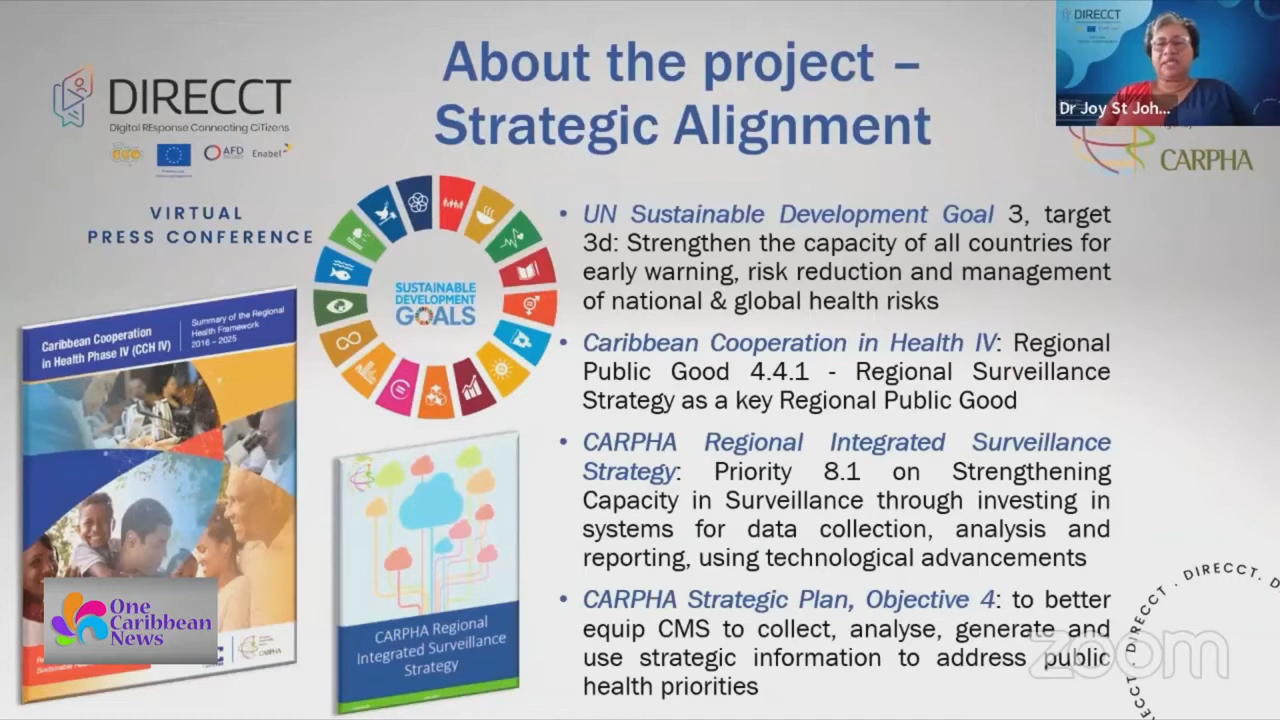 About the project –
Strategic Alignment
DIRECCT
Digital REsponse Connecting CiTizens
AFD
Enabel
VIRTUAL
PRESS CONFERENCE
DIRECCT
Dr Joy St Joh...
CARPHA
SUSTAINABLE
DEVELOPMENT
GOALS
• UN Sustainable Development Goal 3, target
3d: Strengthen the capacity of all countries for
early warning, risk reduction and management
of national & global health risks
• Caribbean Cooperation in Health IV: Regional
Public Good 4.4.1 - Regional Surveillance
Strategy as a key Regional Public Good
• CARPHA Regional Integrated Surveillance
Strategy: Priority 8.1 on Strengthening
Capacity in Surveillance through investing in
systems for data collection, analysis and
reporting, using technological advancements
• CARPHA Strategic Plan, Objective 4: to better
equip CMS to collect, analyse, generate and
use strategic information to address public
health priorities
Caribbean Cooperation
in Health Phase IV (CCH IV)
Summary of the Regional
Health Framework
2016 – 2025
CARPHA
One
Caribbean
News
CARPHA Regional
Integrated Surveillance
Strategy
zoom
DIRECCT . DIRECCT .